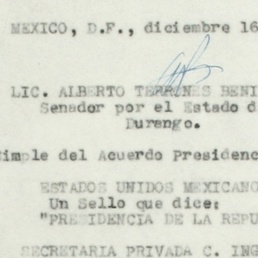 MEXICO, D.F., diciembre 16
LIC. ALBERTO TERRNES BENI
Senador por el Estado d
Durango.
imple del Acuerdo Presidenc
ESTADOS UNIDOS MEXICANO
Un Sello que dice:
"PRESIDENCIA DE LA REPU
SECRETARIA PRIVADA C. ING